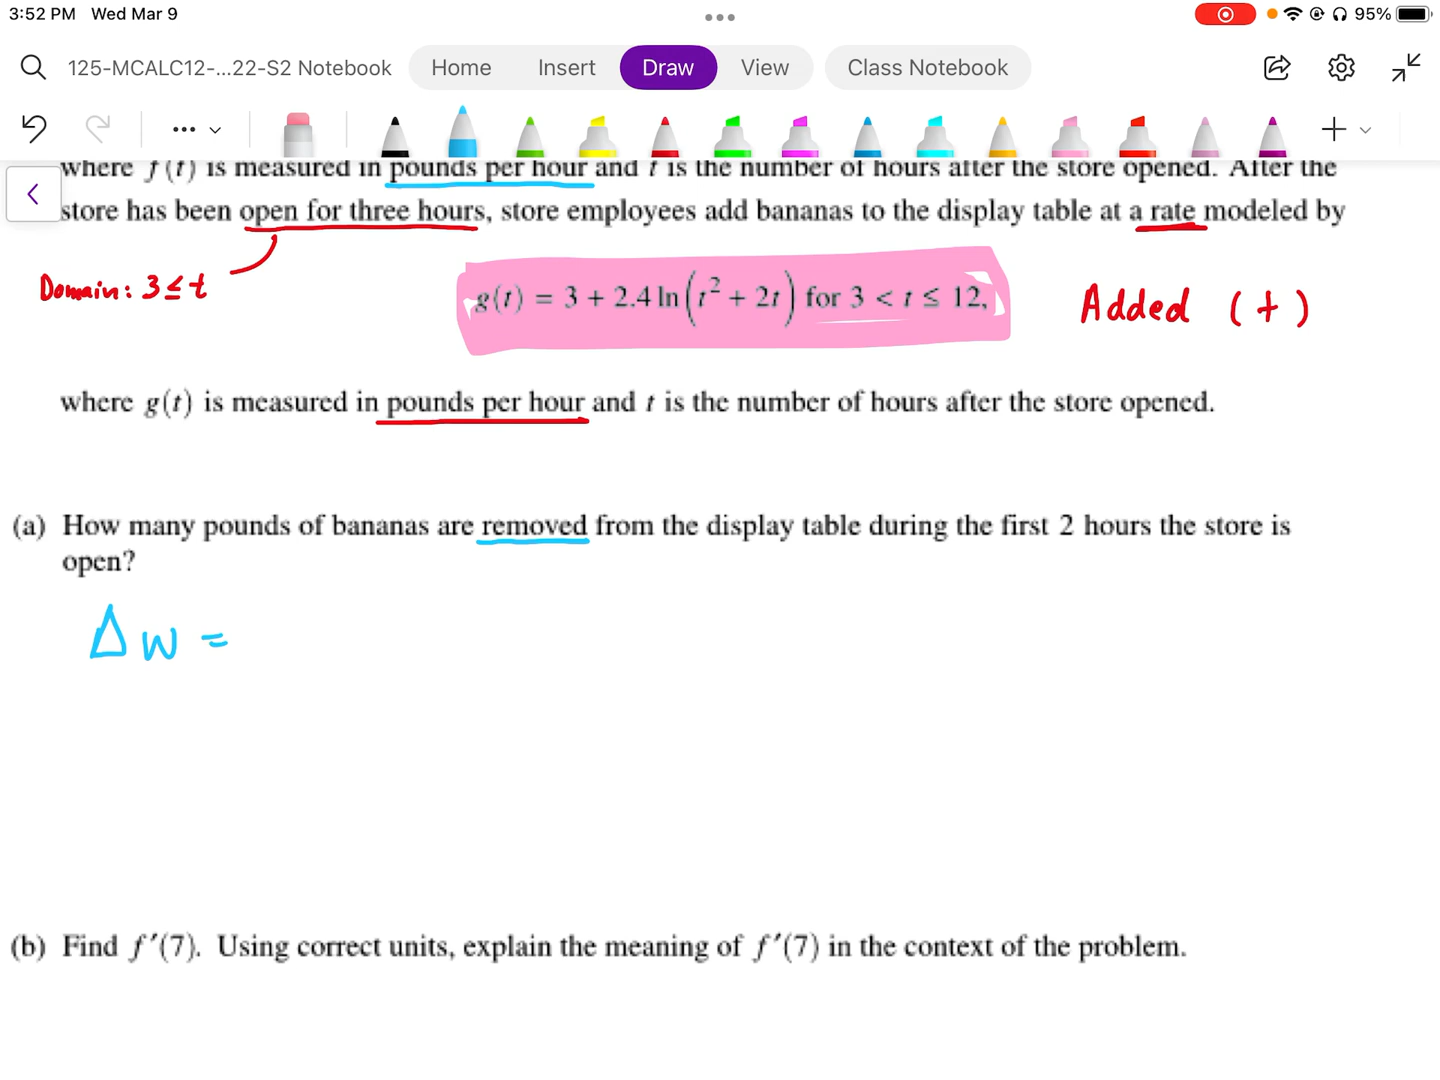 3:52 PM Wed Mar 9
95%
125-MCALC12-...22-S2 Notebook Home Insert Draw View Class Notebook
where f(t) is measured in pounds per hour and t is the number of hours after the store opened. After the
store has been open for three hours, store employees add bananas to the display table at a rate modeled by
Domain: 3 ≤ t
g(t) = 3 + 2.4 ln(t² + 2t) for 3 < t ≤ 12,
Added (+)
where g(t) is measured in pounds per hour and t is the number of hours after the store opened.
(a) How many pounds of bananas are removed from the display table during the first 2 hours the store is
open?
Δ W =
(b) Find f′(7). Using correct units, explain the meaning of f′(7) in the context of the problem.